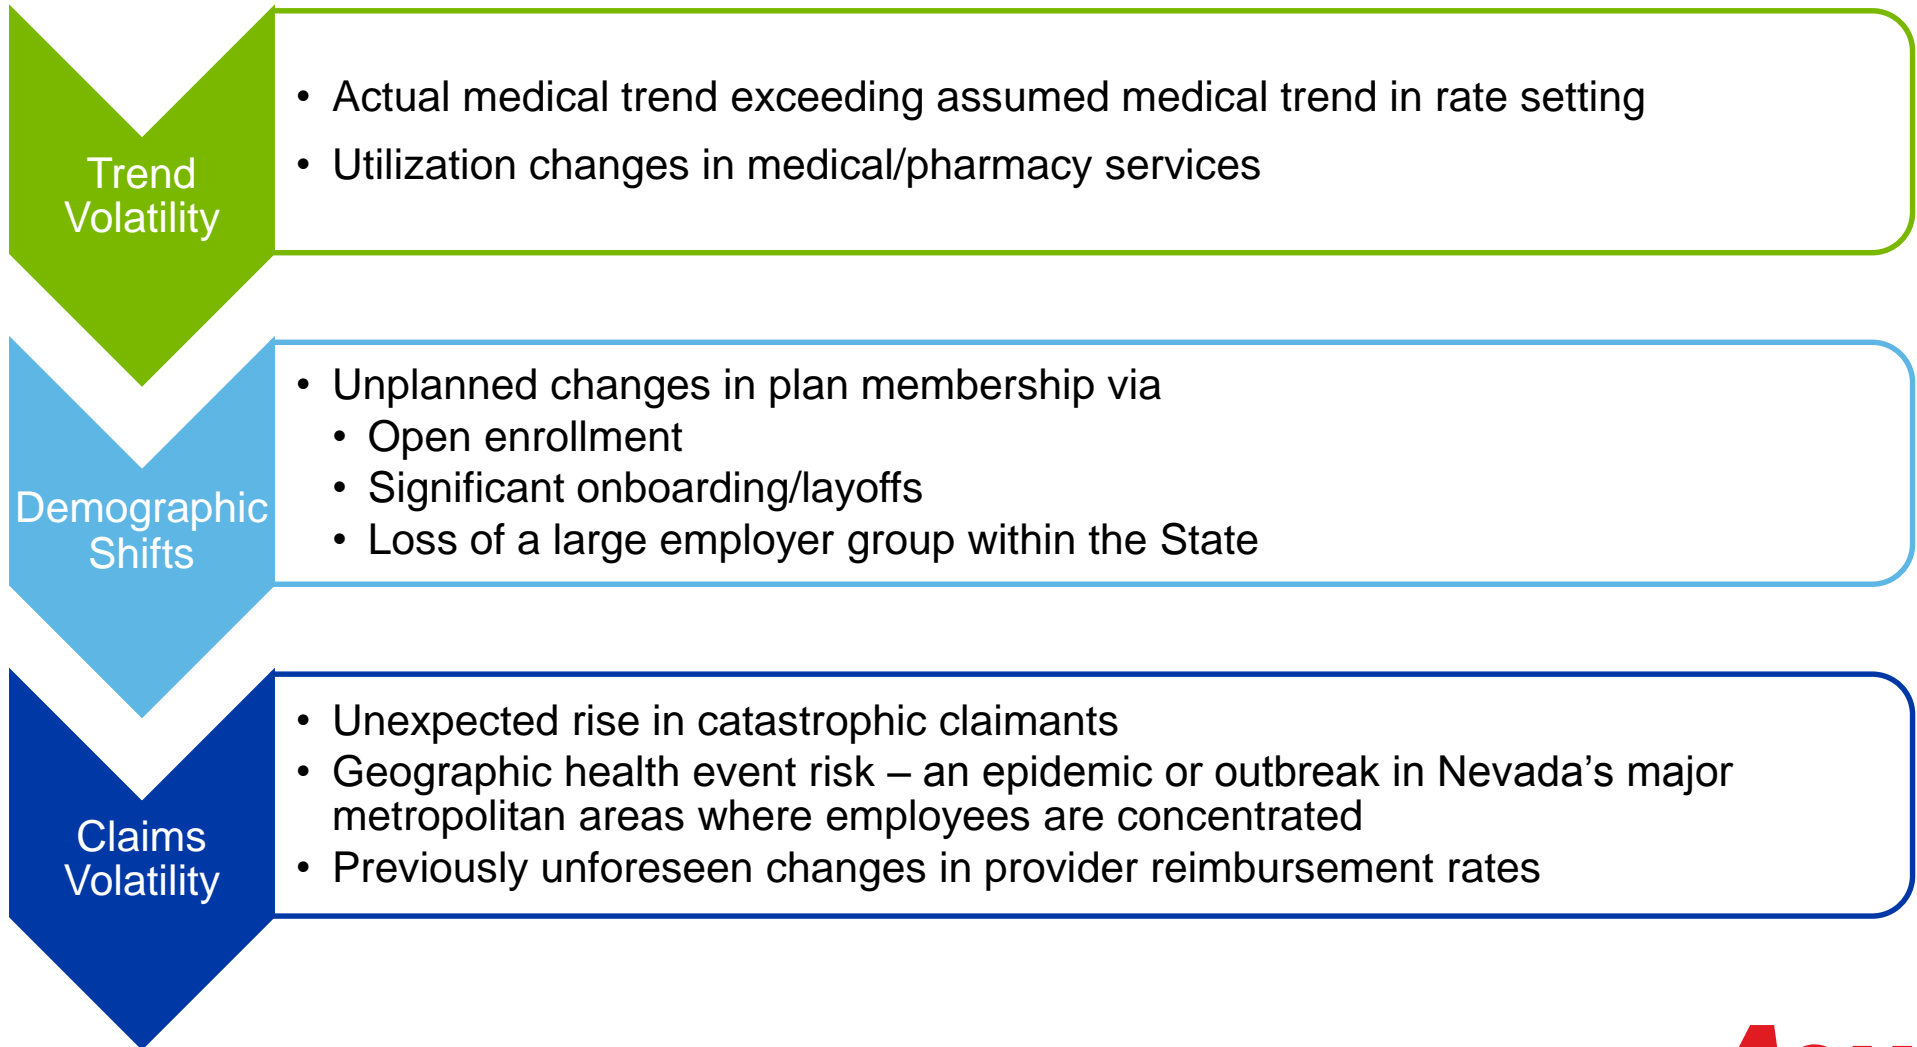 Trend
Volatility
• Actual medical trend exceeding assumed medical trend in rate setting
• Utilization changes in medical/pharmacy services
Demographic
Shifts
• Unplanned changes in plan membership via
• Open enrollment
• Significant onboarding/layoffs
• Loss of a large employer group within the State
Claims
Volatility
• Unexpected rise in catastrophic claimants
• Geographic health event risk – an epidemic or outbreak in Nevada’s major
metropolitan areas where employees are concentrated
• Previously unforeseen changes in provider reimbursement rates